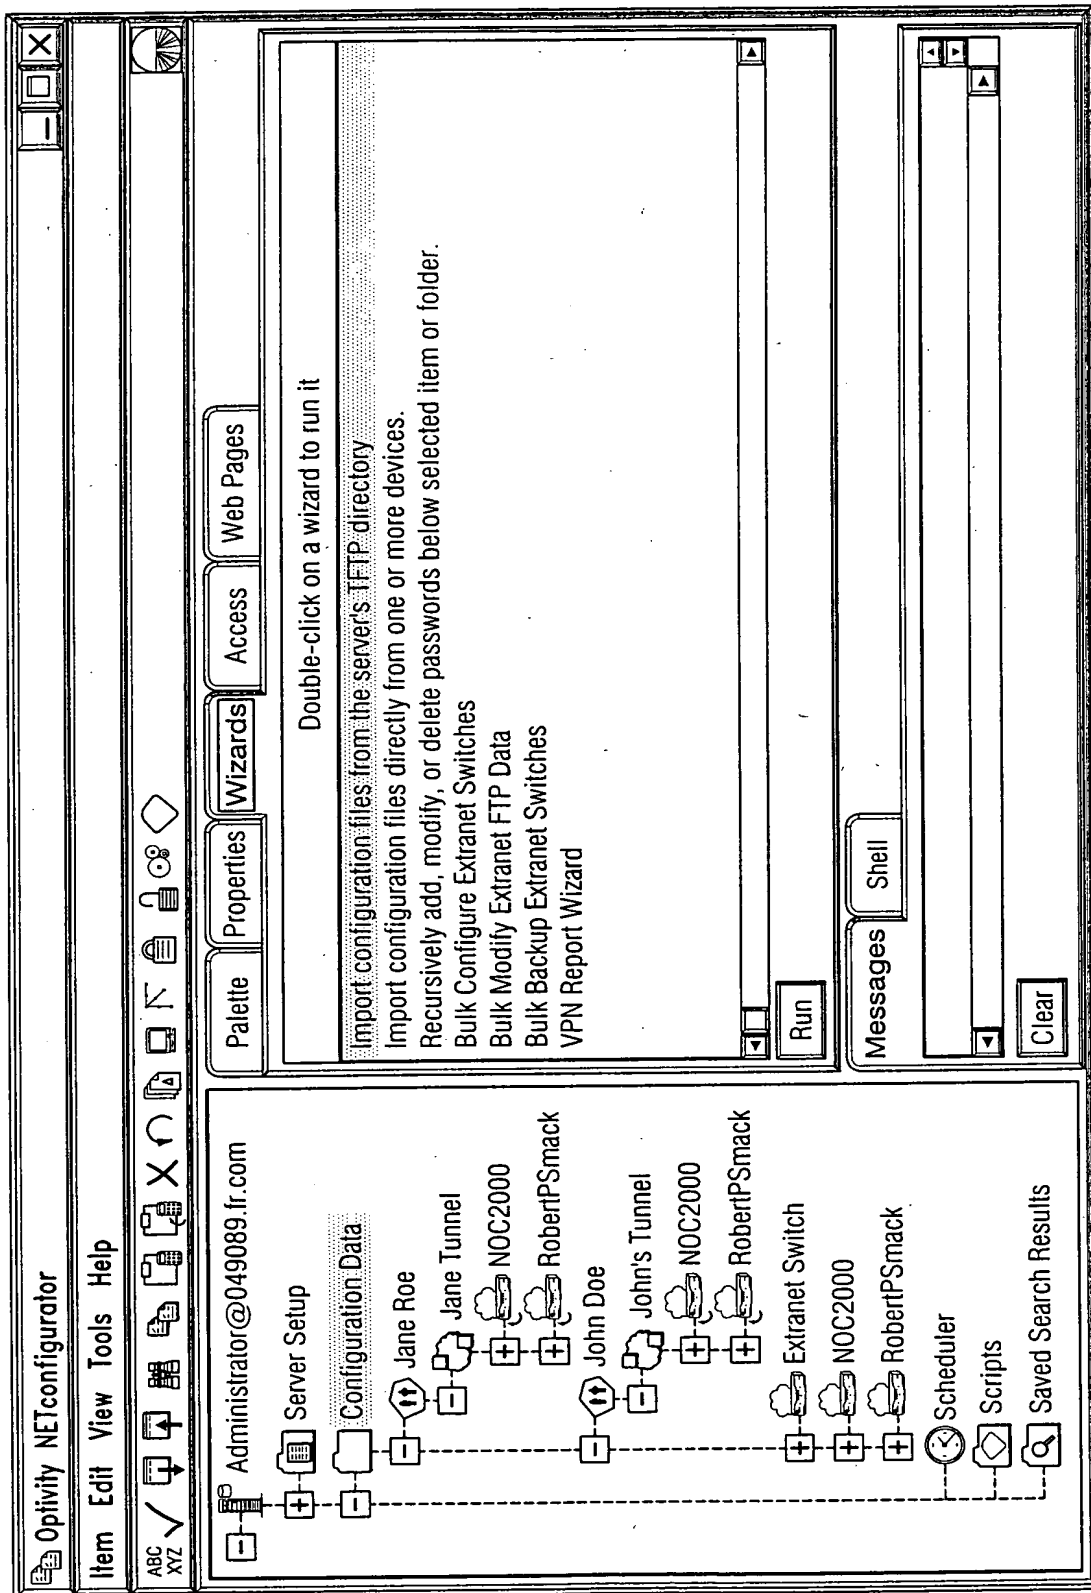 Optivity NETconfigurator
Item Edit View Tools Help
ABC
XYZ
Administrator@049089.fr.com
Server Setup
Configuration Data
Jane Roe
Jane Tunnel
NOC2000
RobertPSmack
John Doe
John's Tunnel
NOC2000
RobertPSmack
Extranet Switch
NOC2000
RobertPSmack
Scheduler
Scripts
Saved Search Results
Palette
Properties
Wizards
Access
Web Pages
Double-click on a wizard to run it
Import configuration files from the server's TFTP directory
Import configuration files directly from one or more devices.
Recursively add, modify, or delete passwords below selected item or folder.
Bulk Configure Extranet Switches
Bulk Modify Extranet FTP Data
Bulk Backup Extranet Switches
VPN Report Wizard
Run
Messages
Shell
Clear